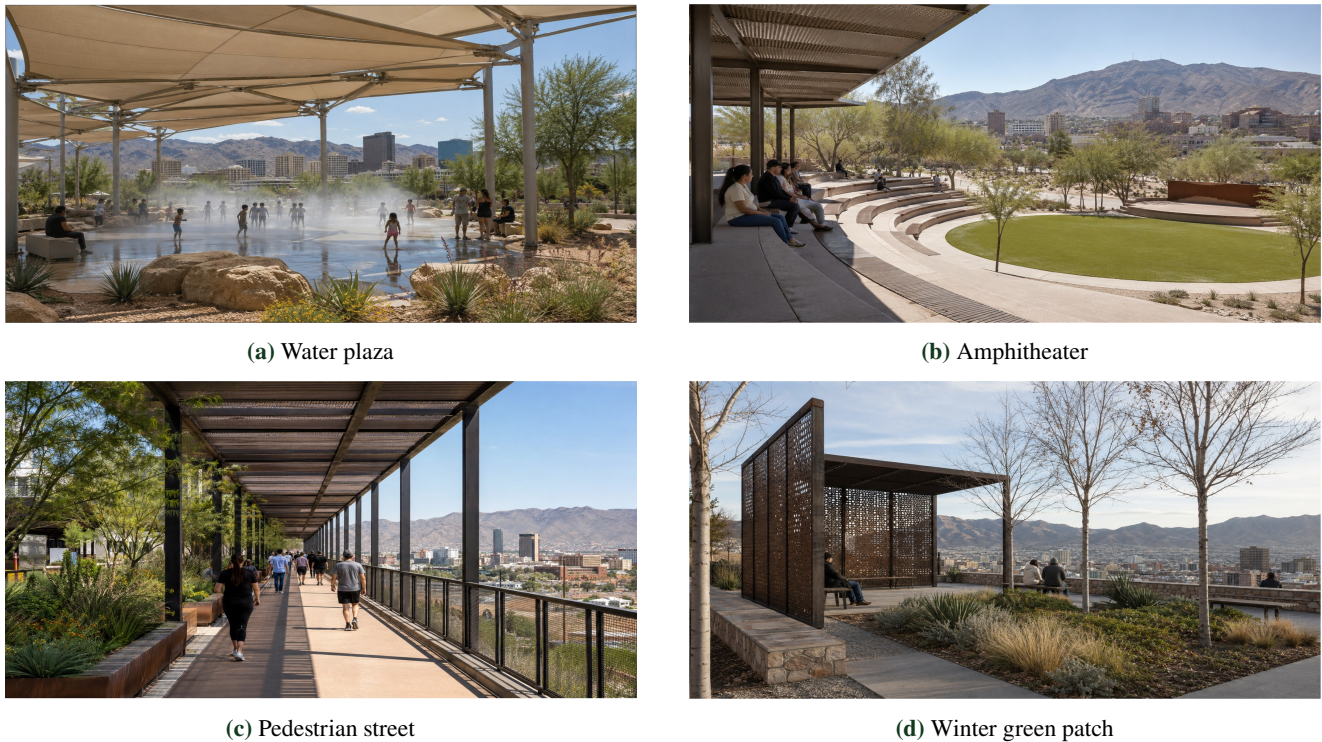 (a) Water plaza
(b) Amphitheater
(c) Pedestrian street
(d) Winter green patch